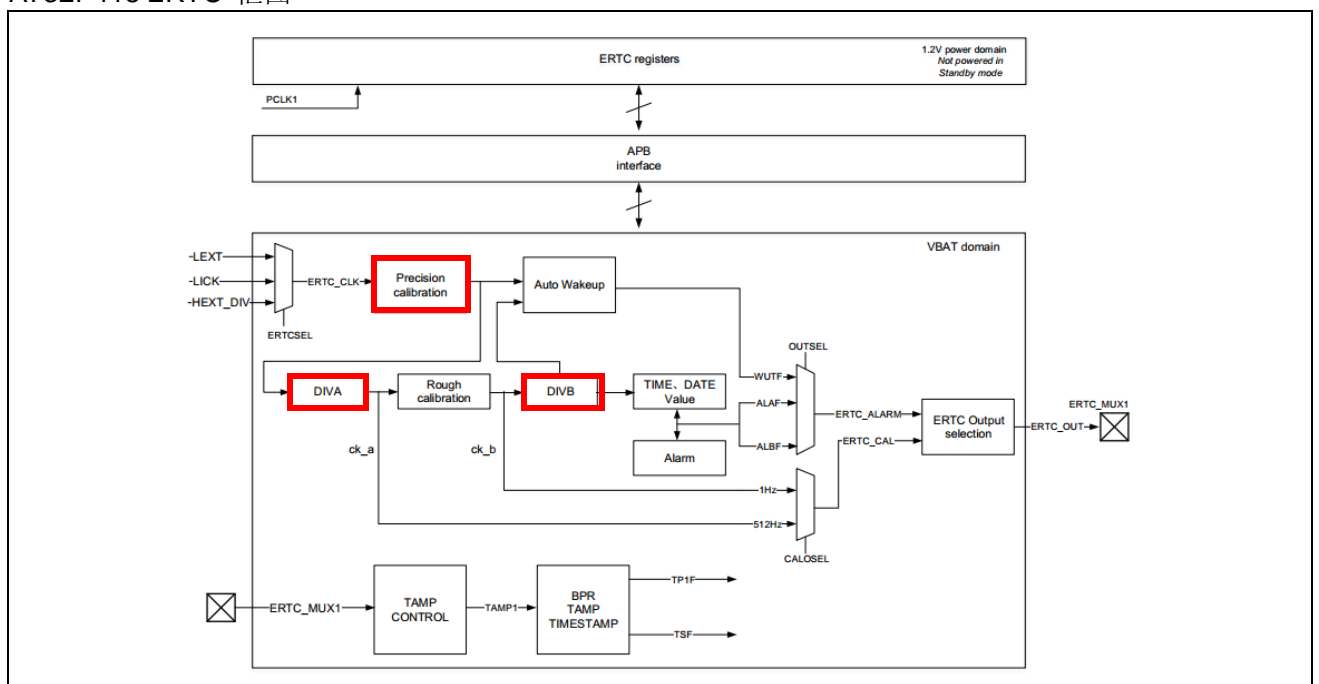 ERTC registers
1.2V power domain
Not powered in
Standby mode
PCLK1
APB
interface
VBAT domain
-LEXT
-LICK
-HEXT_DIV
ERTC_CLK
Precision
calibration
Auto Wakeup
ERTCSEL
OUTSEL
DIVA
Rough
calibration
DIVB
TIME、DATE
Value
WUTF
ALAF
ALBF
ERTC_ALARM
ERTC Output
selection
ERTC_MUX1
ERTC_OUT
ck_a
ck_b
Alarm
ERTC_CAL
1Hz
512Hz
CALOSEL
ERTC_MUX1
TAMP
CONTROL
TAMP1
BPR
TAMP
TIMESTAMP
TP1F
TSF